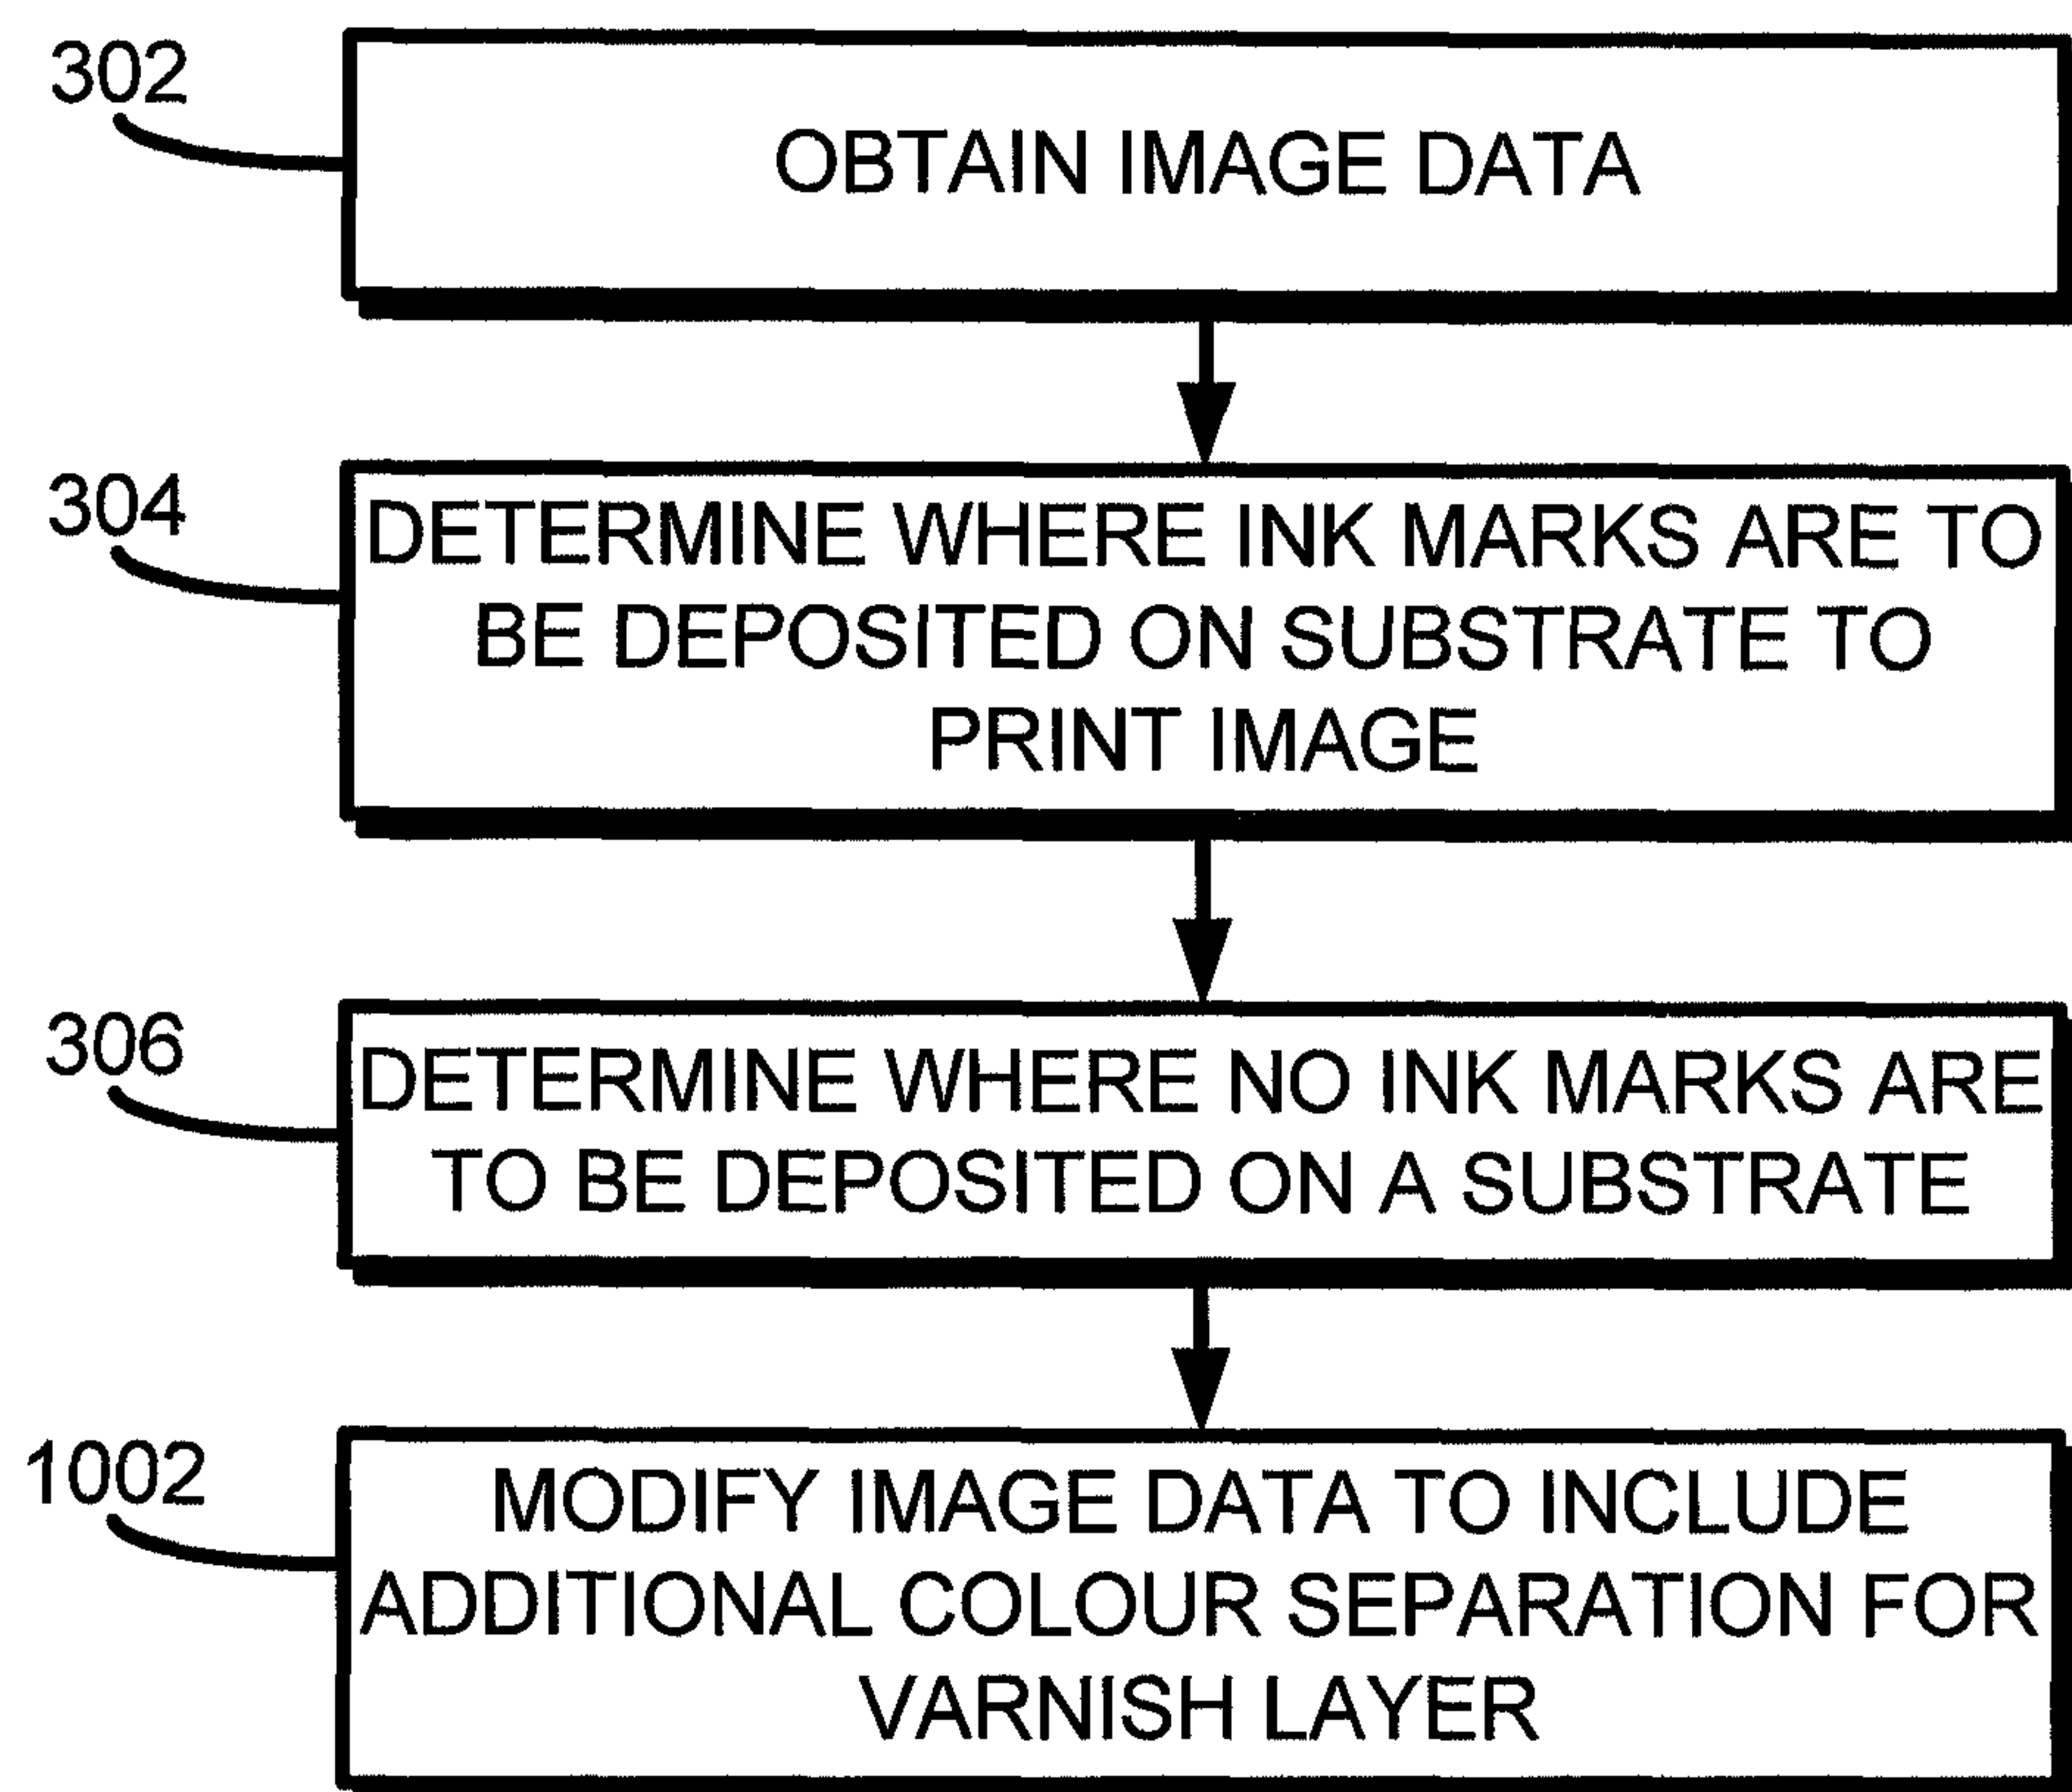 302
OBTAIN IMAGE DATA
304
DETERMINE WHERE INK MARKS ARE TO
BE DEPOSITED ON SUBSTRATE TO
PRINT IMAGE
306
DETERMINE WHERE NO INK MARKS ARE
TO BE DEPOSITED ON A SUBSTRATE
1002
MODIFY IMAGE DATA TO INCLUDE
ADDITIONAL COLOUR SEPARATION FOR
VARNISH LAYER